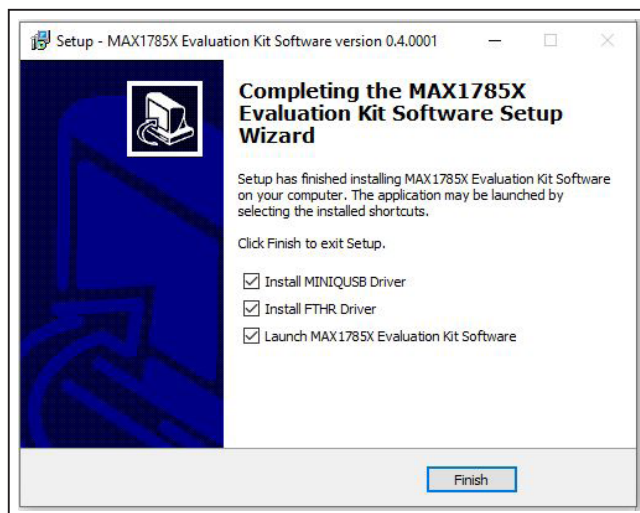 Setup - MAX1785X Evaluation Kit Software version 0.4.0001
Completing the MAX1785X
Evaluation Kit Software Setup
Wizard
Setup has finished installing MAX1785X Evaluation Kit Software
on your computer. The application may be launched by
selecting the installed shortcuts.
Click Finish to exit Setup.
Install MINIQUSB Driver
Install FTHR Driver
Launch MAX1785X Evaluation Kit Software
Finish